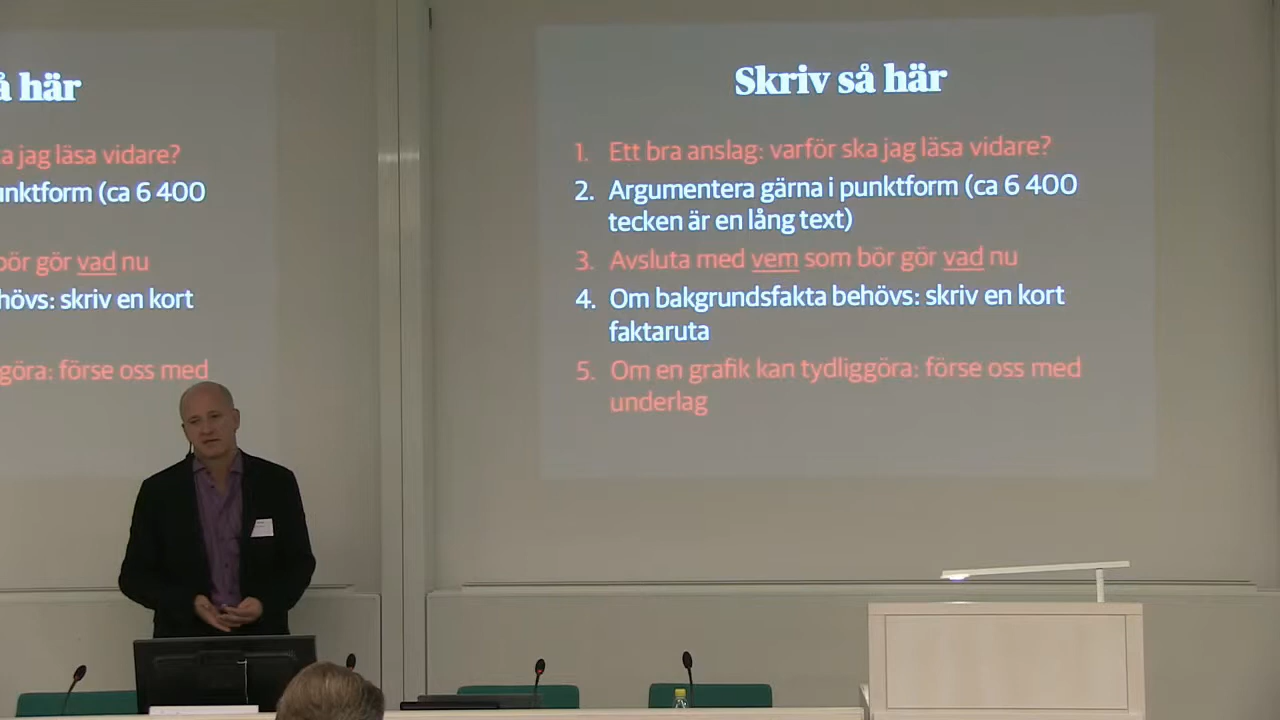 å här
ka jag läsa vidare?
unktform (ca 6 400
bör gör vad nu
hövs: skriv en kort
göra: förse oss med
Skriv så här
1. Ett bra anslag: varför ska jag läsa vidare?
2. Argumentera gärna i punktform (ca 6 400
tecken är en lång text)
3. Avsluta med vem som bör gör vad nu
4. Om bakgrundsfakta behövs: skriv en kort
faktaruta
5. Om en grafik kan tydliggöra: förse oss med
underlag